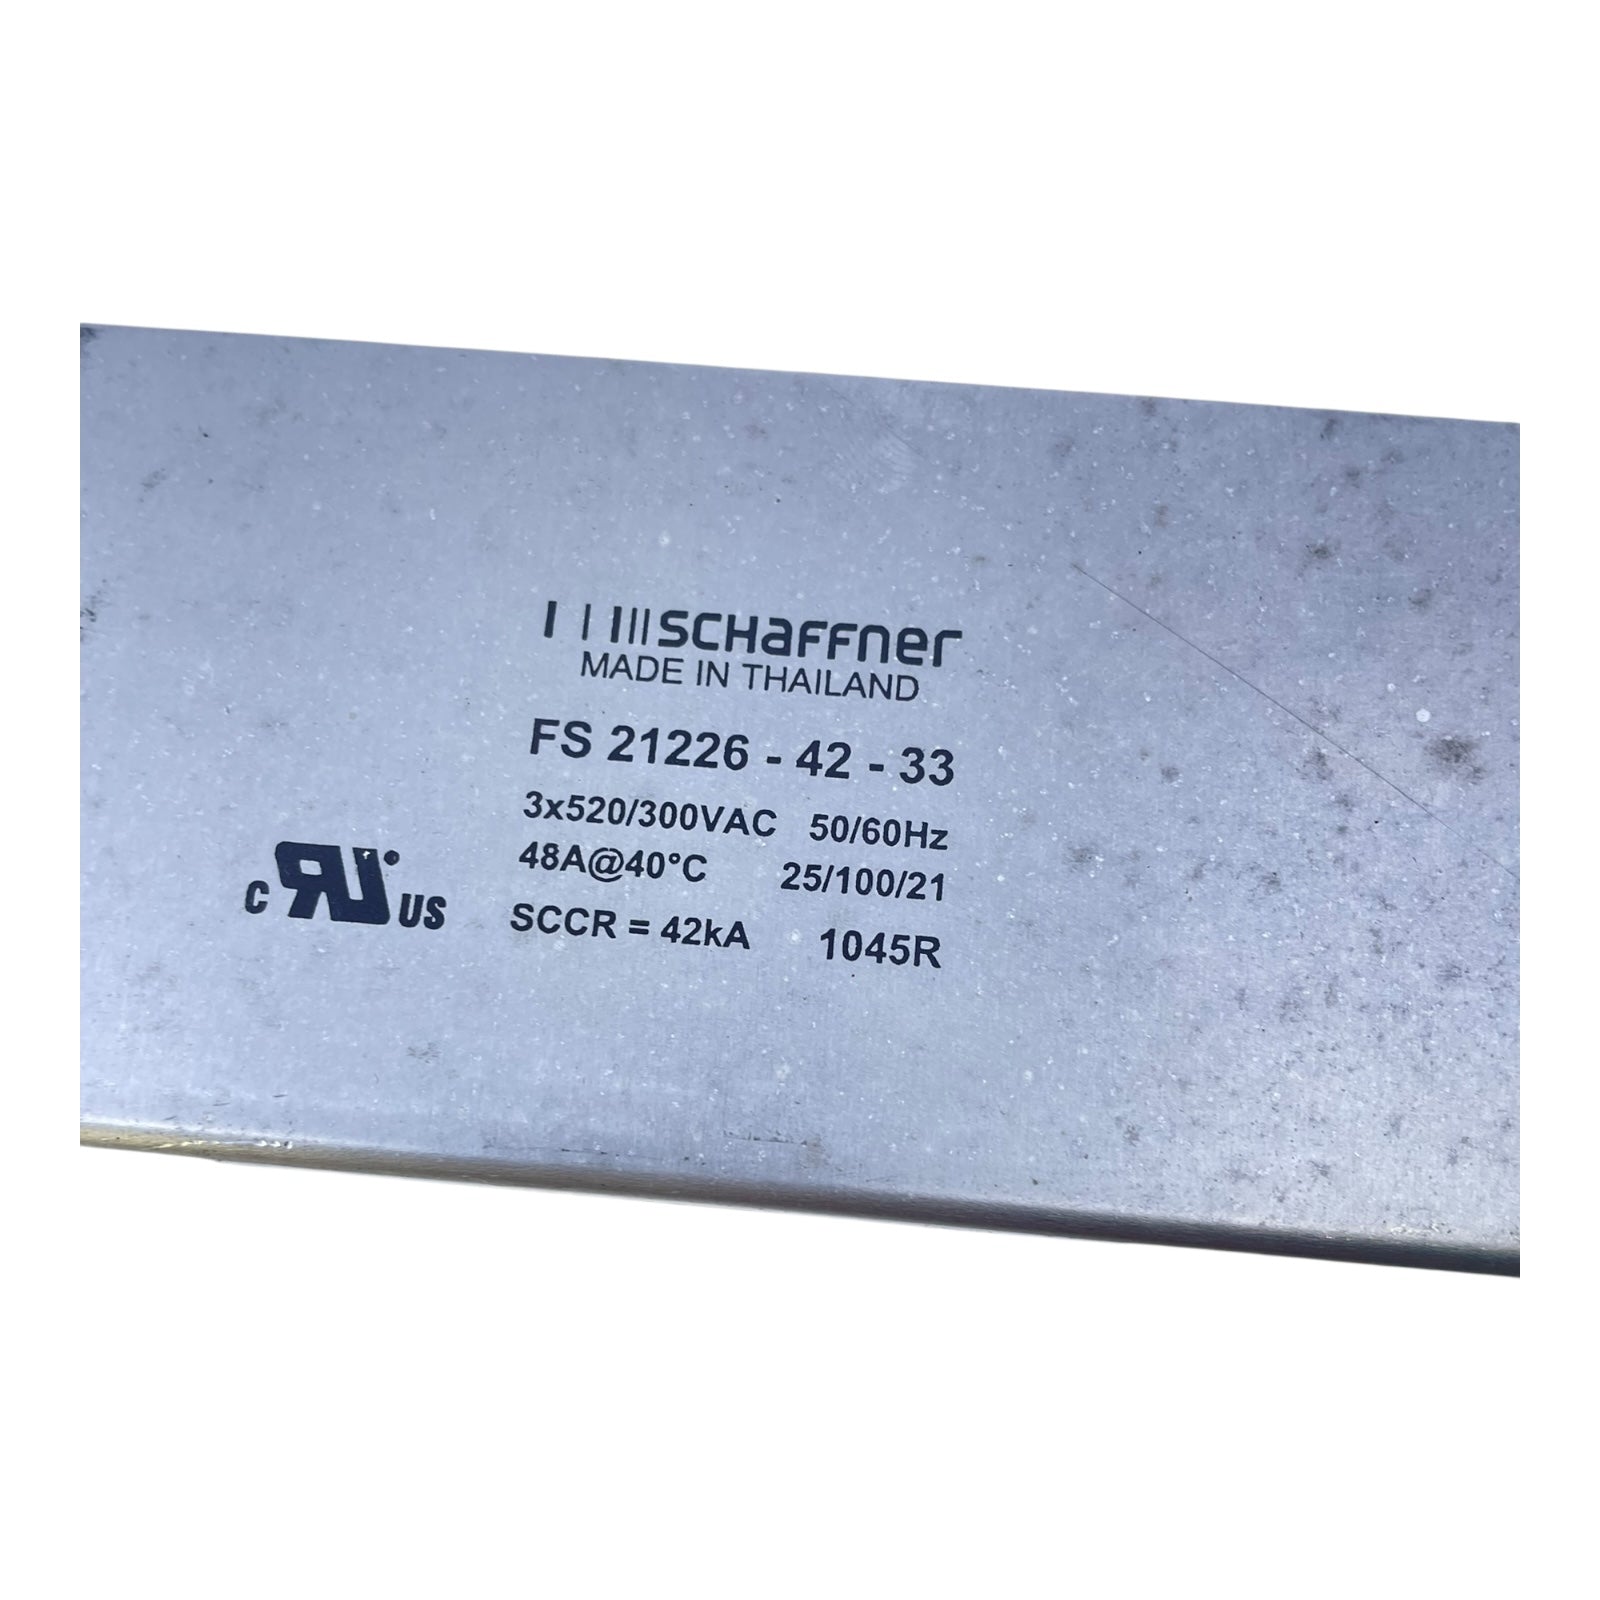 SCHaFFner
MADE IN THAILAND
FS 21226 - 42 - 33
3x520/300VAC 50/60Hz
48A@40°C 25/100/21
SCCR = 42kA 1045R
c RU US